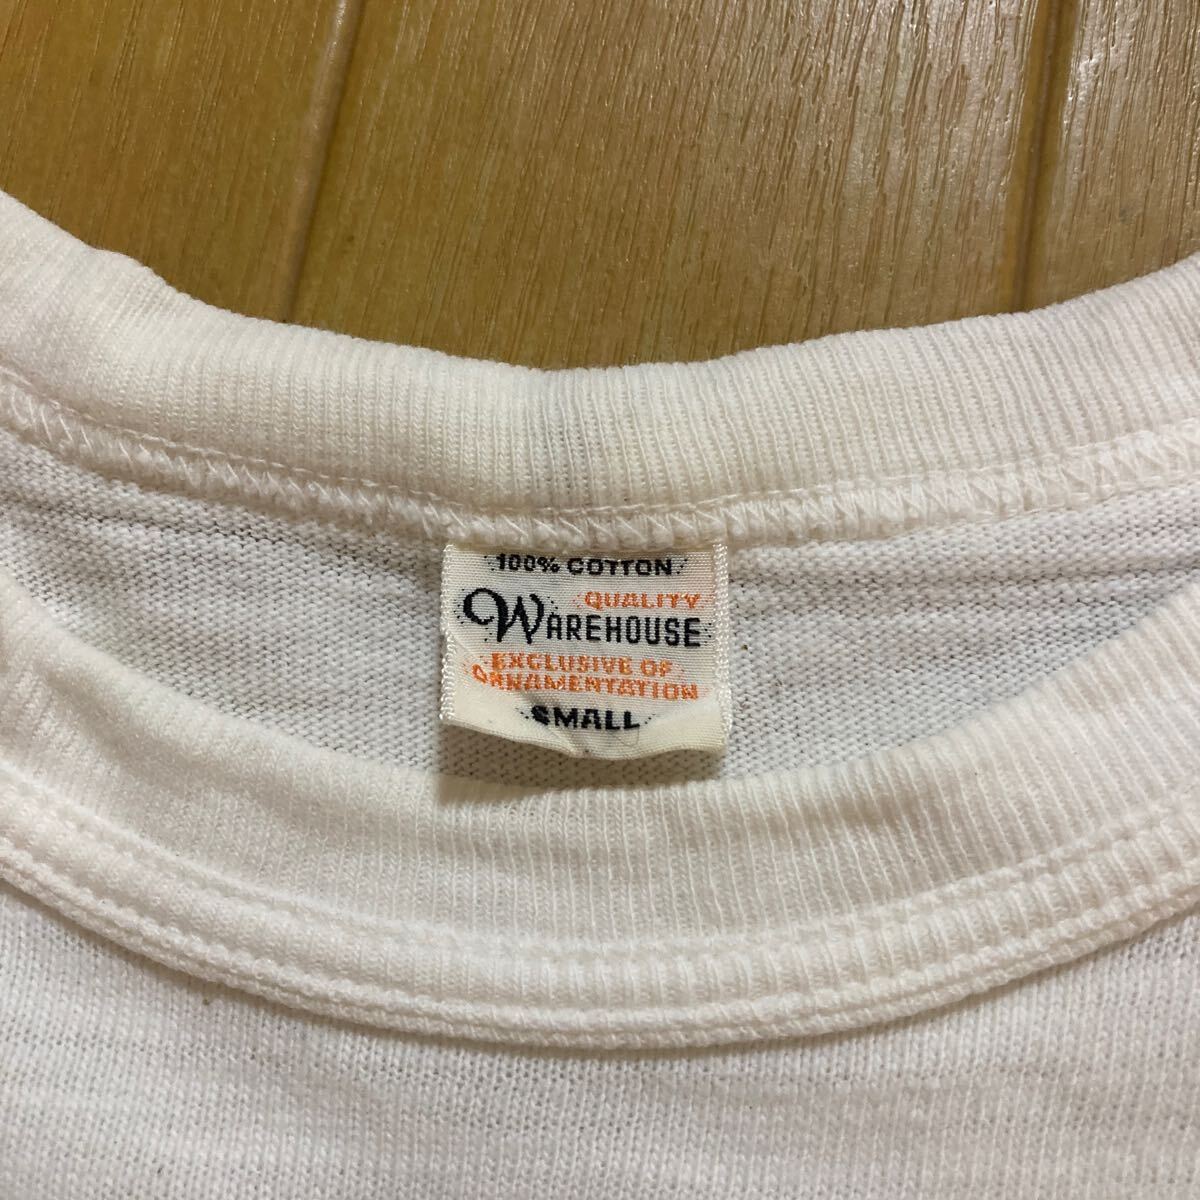 100% COTTON
QUALITY
WAREHOUSE
EXCLUSIVE OF
ORNAMENTATION
SMALL